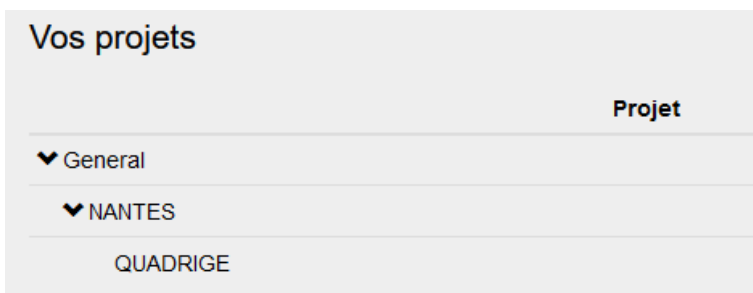 Vos projets
Projet
General
NANTES
QUADRIGE